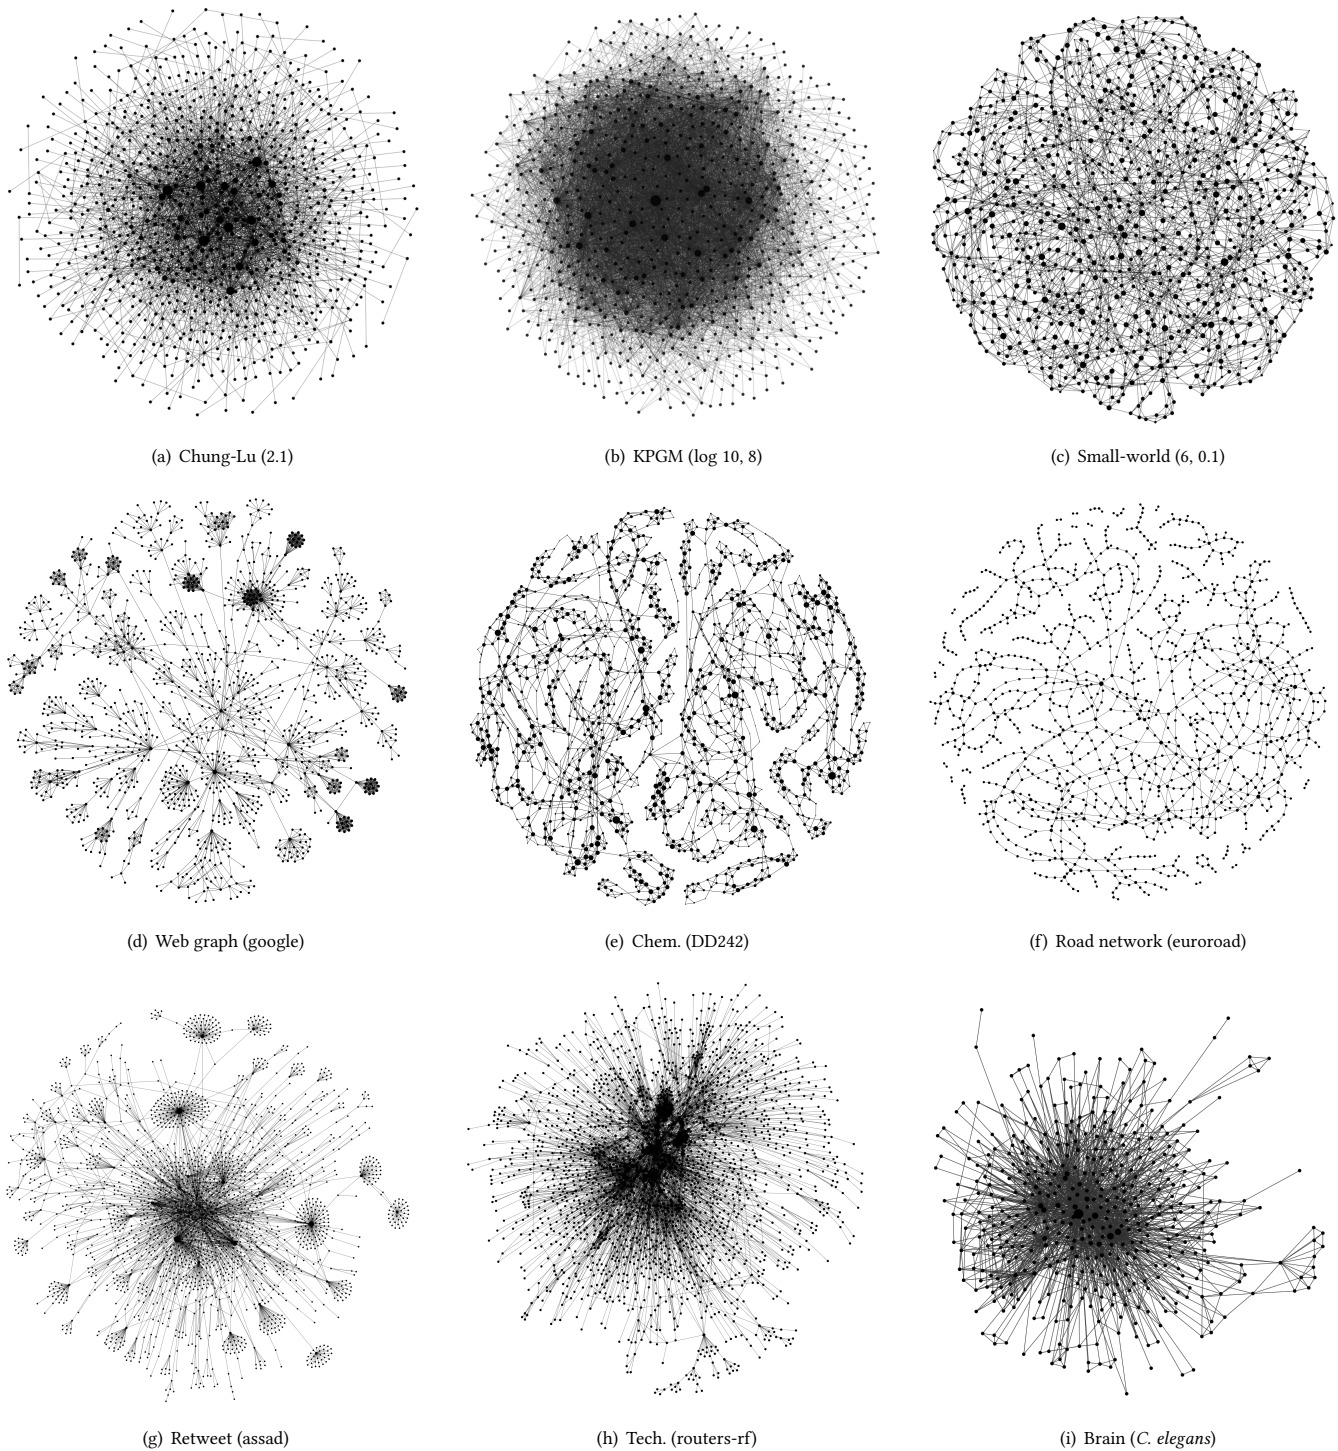 (a) Chung-Lu (2.1)
(b) KPGM (log 10, 8)
(c) Small-world (6, 0.1)
(d) Web graph (google)
(e) Chem. (DD242)
(f) Road network (euroroad)
(g) Retweet (assad)
(h) Tech. (routers-rf)
(i) Brain (C. elegans)